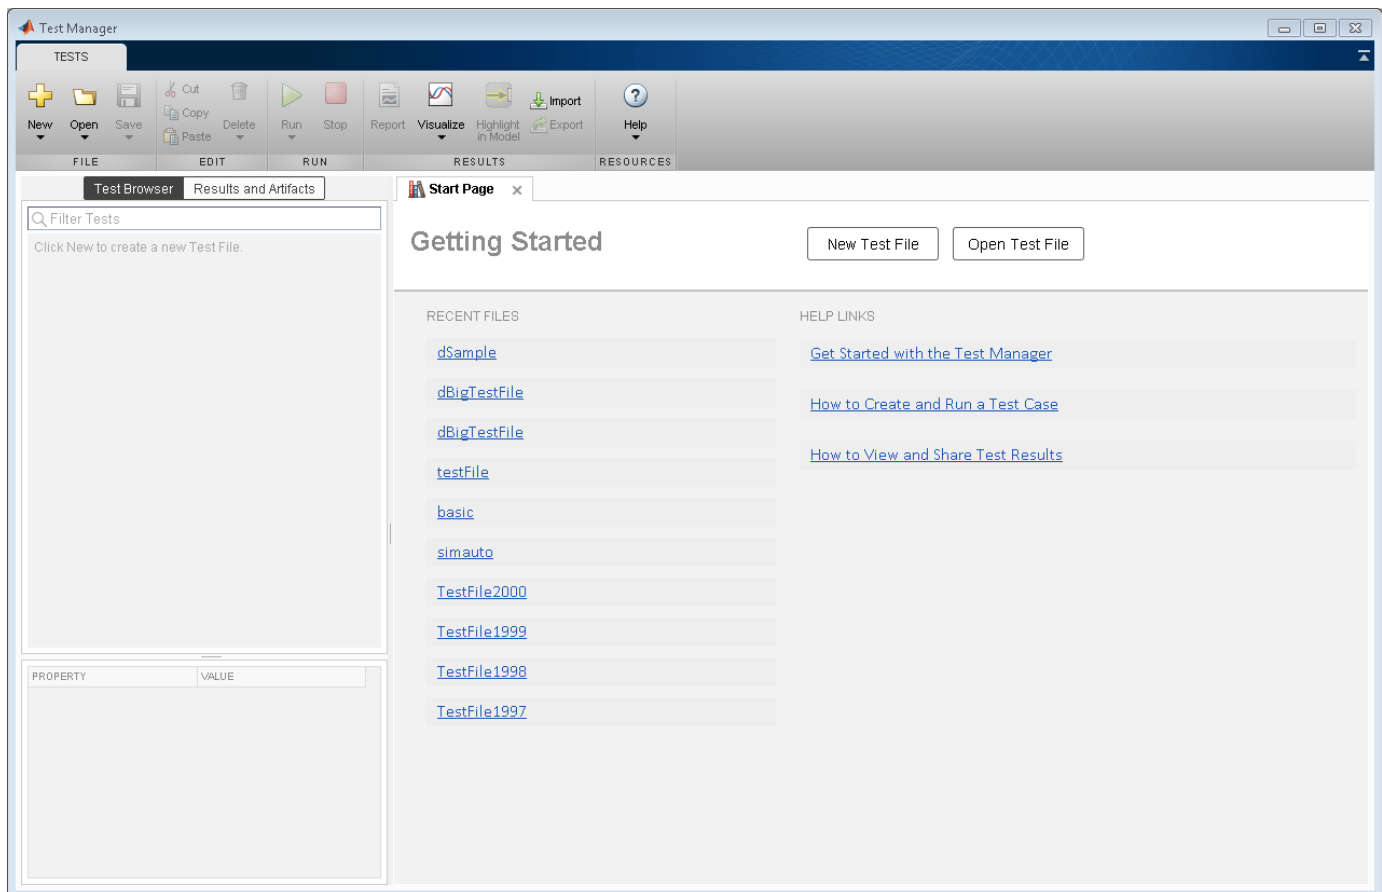 Test Manager
TESTS
New
Open
Save
Cut
Copy
Paste
Delete
Run
Stop
Report
Visualize
Highlight
in Model
Import
Export
Help
FILE
EDIT
RUN
RESULTS
RESOURCES
Test Browser
Results and Artifacts
Filter Tests
Click New to create a new Test File.
PROPERTY
VALUE
Start Page
Getting Started
New Test File
Open Test File
RECENT FILES
dSample
dBigTestFile
dBigTestFile
testFile
basic
simauto
TestFile2000
TestFile1999
TestFile1998
TestFile1997
HELP LINKS
Get Started with the Test Manager
How to Create and Run a Test Case
How to View and Share Test Results